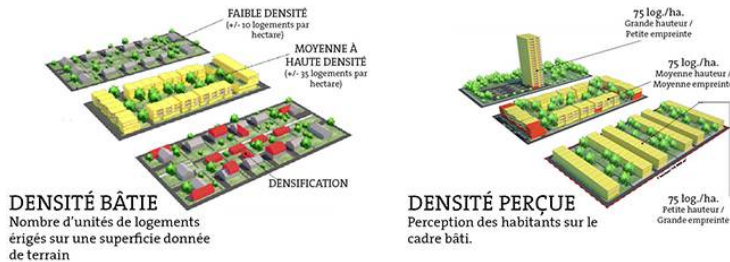 FAIBLE DENSITÉ
(+/- 10 logements par
hectare)
MOYENNE À
HAUTE DENSITÉ
(+/- 35 logements par
hectare)
DENSIFICATION
DENSITÉ BÂTIE
Nombre d'unités de logements
érigés sur une superficie donnée
de terrain
75 log./ha.
Grande hauteur /
Petite empreinte
75 log./ha.
Moyenne hauteur /
Moyenne empreinte
75 log./ha.
Petite hauteur /
Grande empreinte
DENSITÉ PERÇUE
Perception des habitants sur le
cadre bâti.